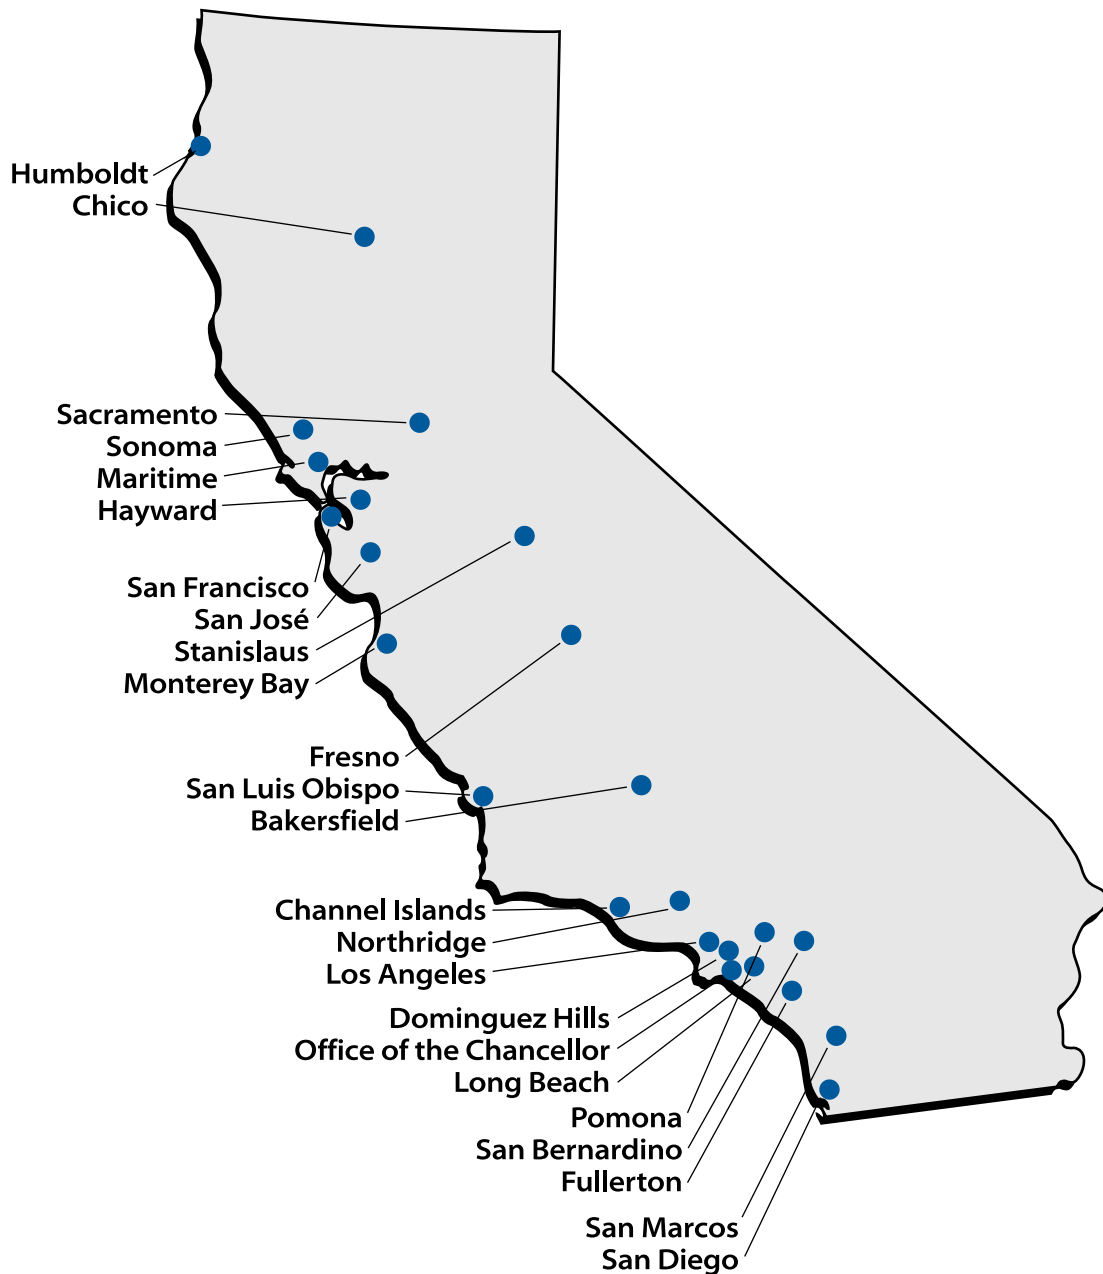 Humboldt
Chico
Sacramento
Sonoma
Maritime
Hayward
San Francisco
San José
Stanislaus
Monterey Bay
Fresno
San Luis Obispo
Bakersfield
Channel Islands
Northridge
Los Angeles
Dominguez Hills
Office of the Chancellor
Long Beach
Pomona
San Bernardino
Fullerton
San Marcos
San Diego